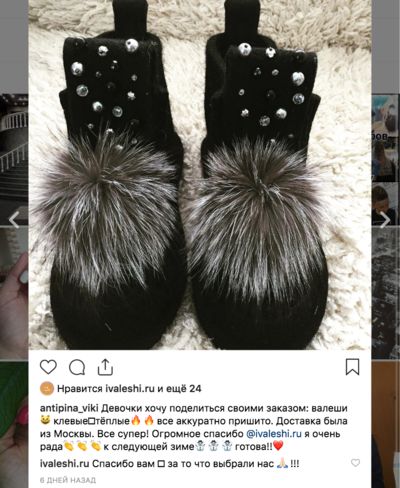 ов
Нравится ivaleshi.ru и ещё 24
antipina_viki Девочки хочу поделиться своими заказом: валеши
😻 клевые□тёплые🔥🔥 все аккуратно пришито. Доставка была
из Москвы. Все супер! Огромное спасибо @ivaleshi.ru я очень
рада👏👏👏 к следующей зиме⛄⛄⛄ готова!!❤️
ivaleshi.ru Спасибо вам □ за то что выбрали нас 🙏🏻 !!!
6 ДНЕЙ НАЗАД